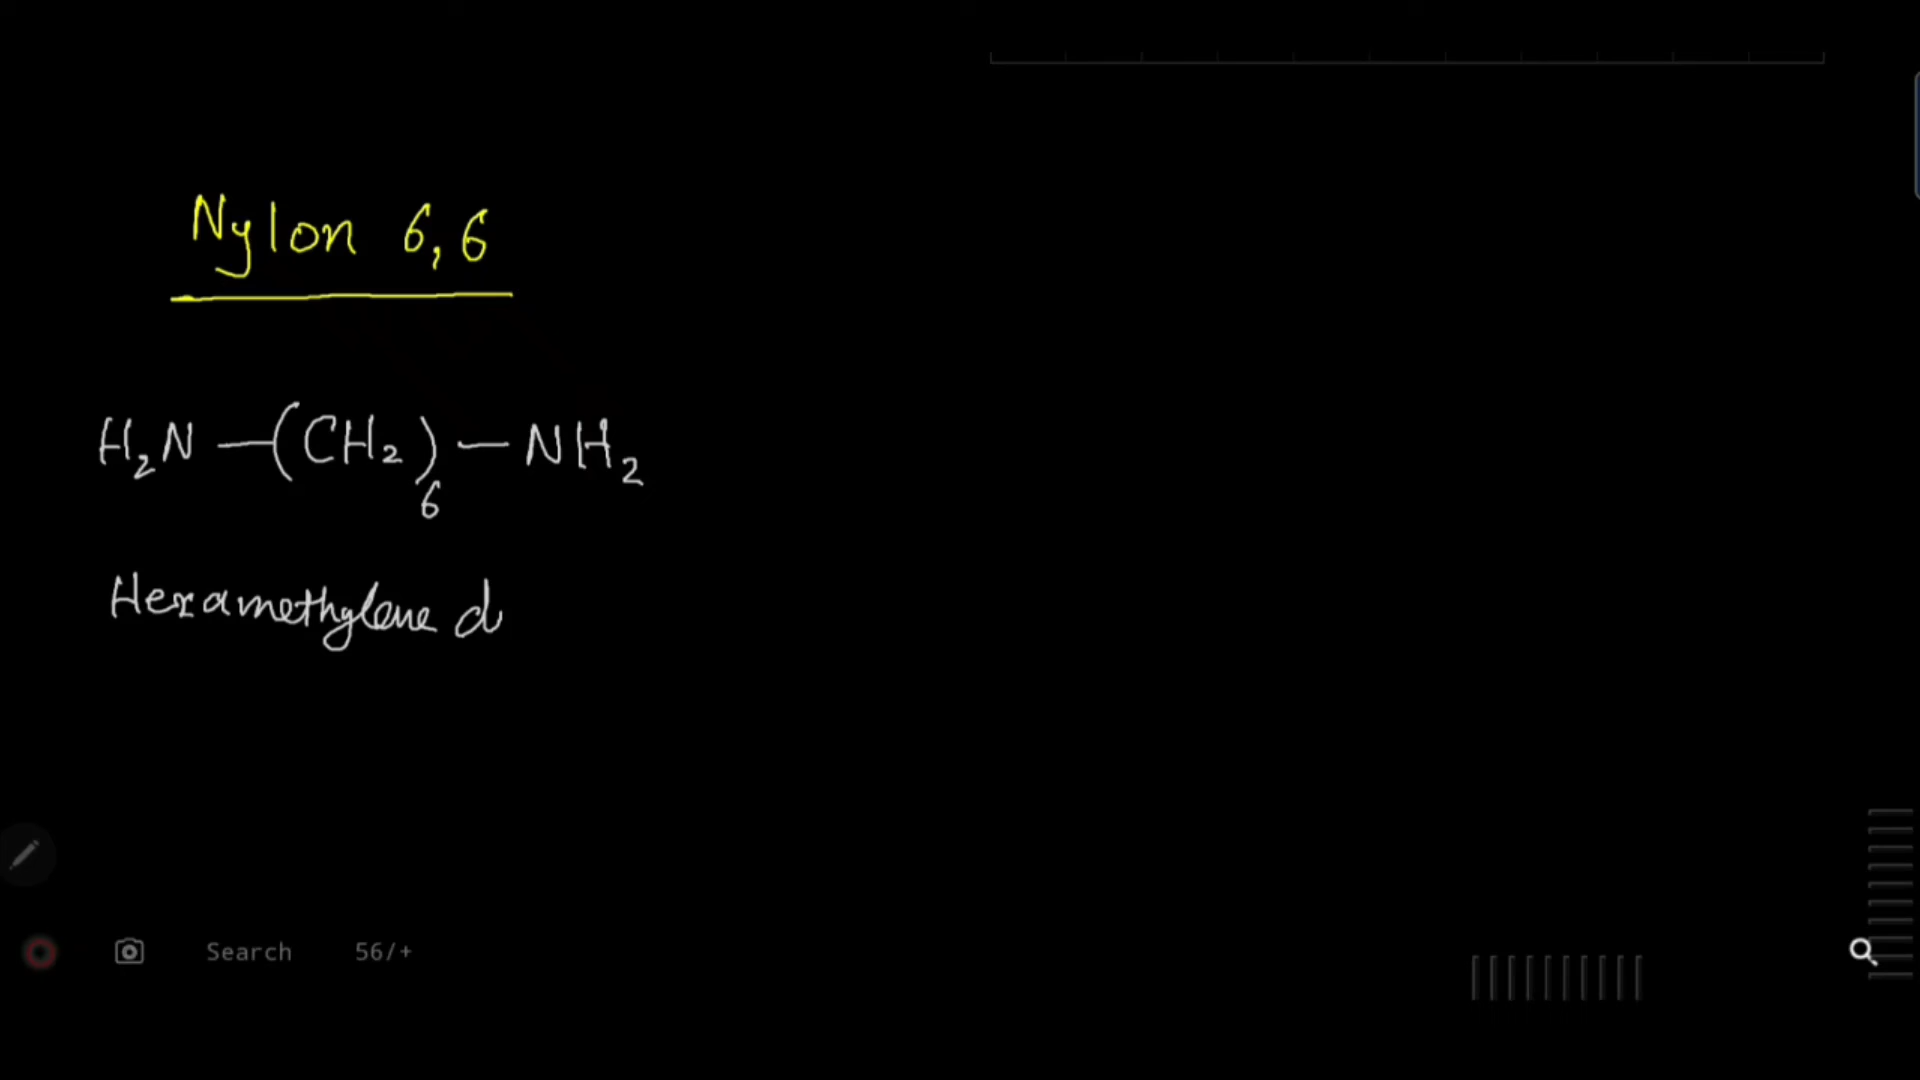 Nylon 6,6
H₂N—(CH₂)₆—NH₂
Hexamethylene d
Search 56/+